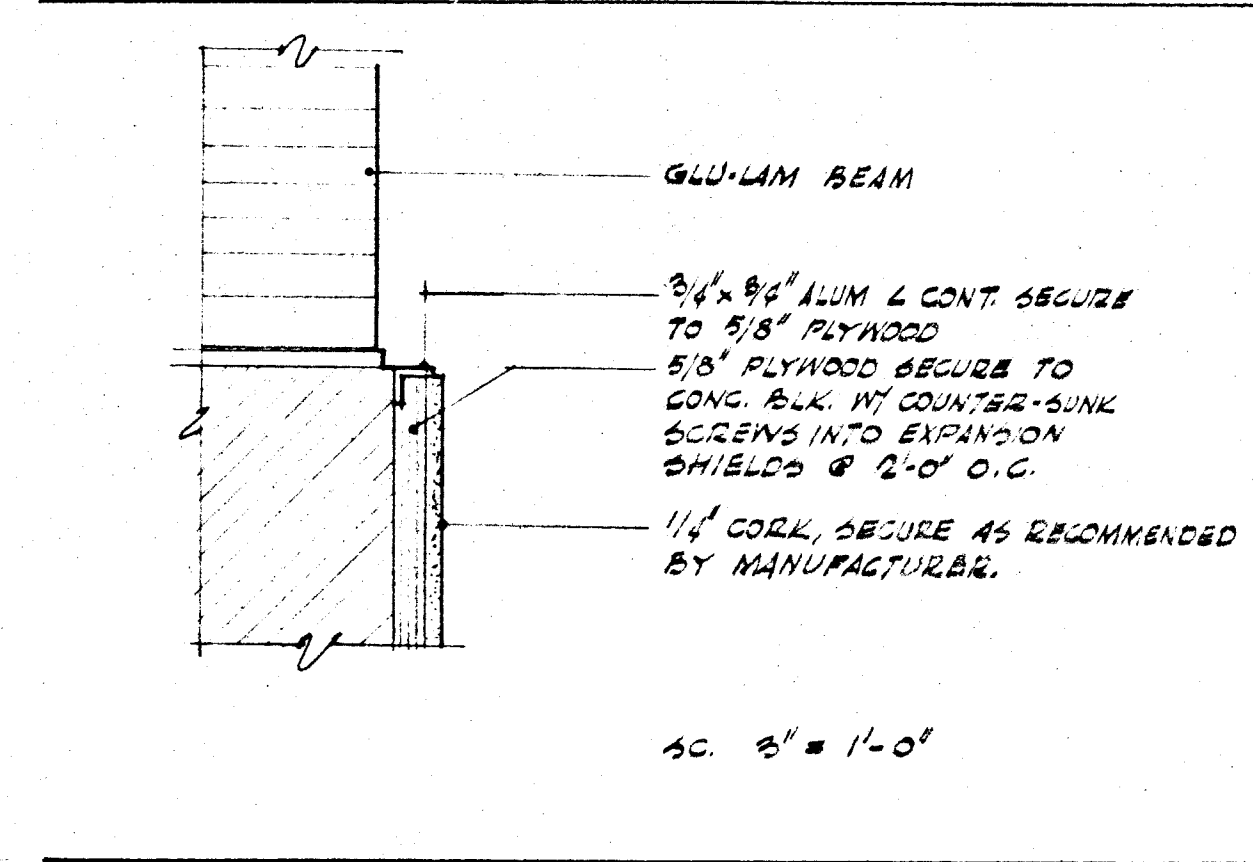 GLU-LAM BEAM
3/4" x 3/4" ALUM L CONT. SECURE
TO 5/8" PLYWOOD
5/8" PLYWOOD SECURE TO
CONC. BLK. W/ COUNTER-SUNK
SCREWS INTO EXPANSION
SHIELDS @ 2'-0" O.C.
1/4" CORK, SECURE AS RECOMMENDED
BY MANUFACTURER.
SC. 3" = 1'-0"